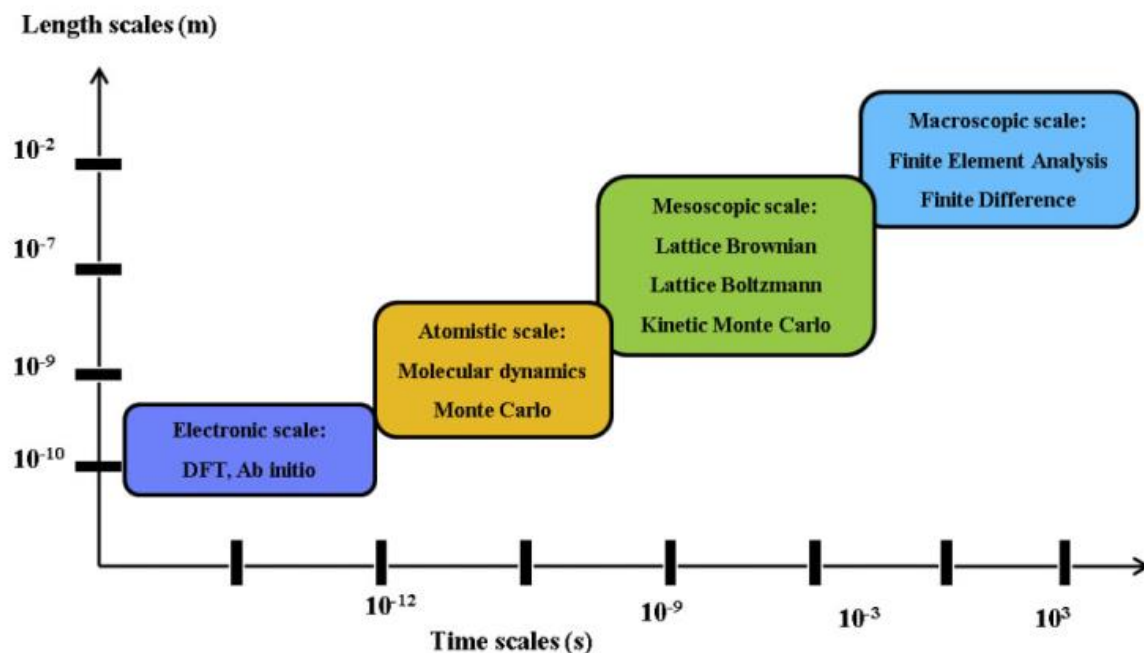 Length scales (m)
10⁻²
10⁻⁷
10⁻⁹
10⁻¹⁰
Macroscopic scale:
Finite Element Analysis
Finite Difference
Mesoscopic scale:
Lattice Brownian
Lattice Boltzmann
Kinetic Monte Carlo
Atomistic scale:
Molecular dynamics
Monte Carlo
Electronic scale:
DFT, Ab initio
10⁻¹²
10⁻⁹
10⁻³
10³
Time scales (s)